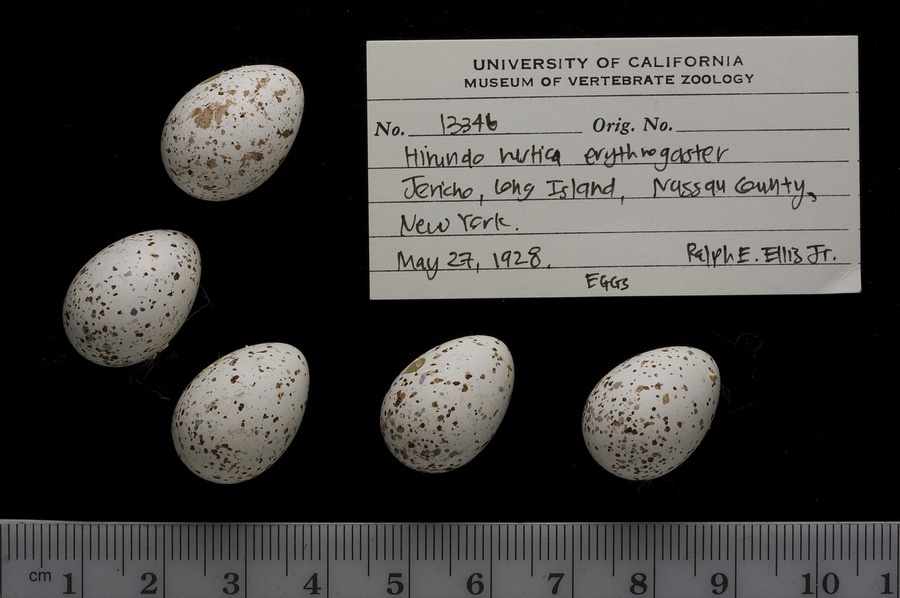 UNIVERSITY OF CALIFORNIA
MUSEUM OF VERTEBRATE ZOOLOGY
No. 13346 Orig. No.
Hirundo rustica erythrogaster
Jericho, Long Island, Nassau County,
New York.
May 27, 1928. Ralph E. Ellis Jr.
EGGS
cm 1 2 3 4 5 6 7 8 9 10 1